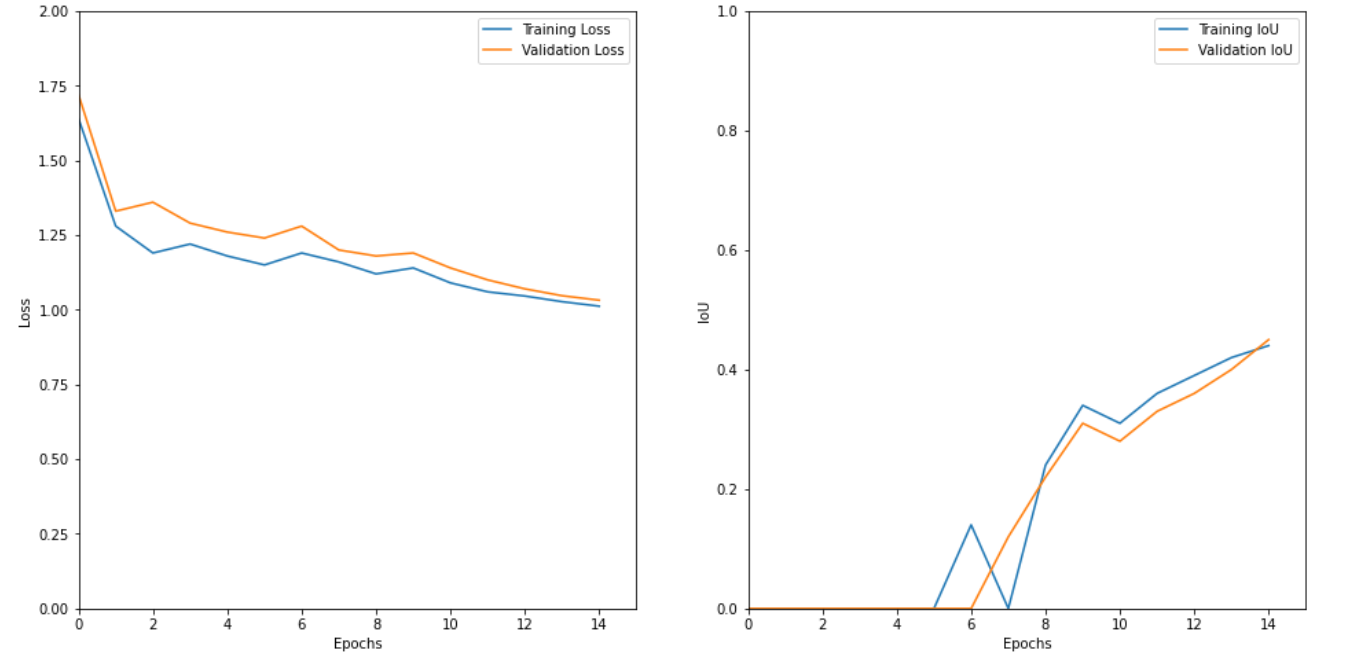 2.00
1.75
1.50
1.25
1.00
0.75
0.50
0.25
0.00
Loss
0 2 4 6 8 10 12 14
Epochs
Training Loss
Validation Loss
1.0
0.8
0.6
0.4
0.2
0.0
IoU
0 2 4 6 8 10 12 14
Epochs
Training IoU
Validation IoU